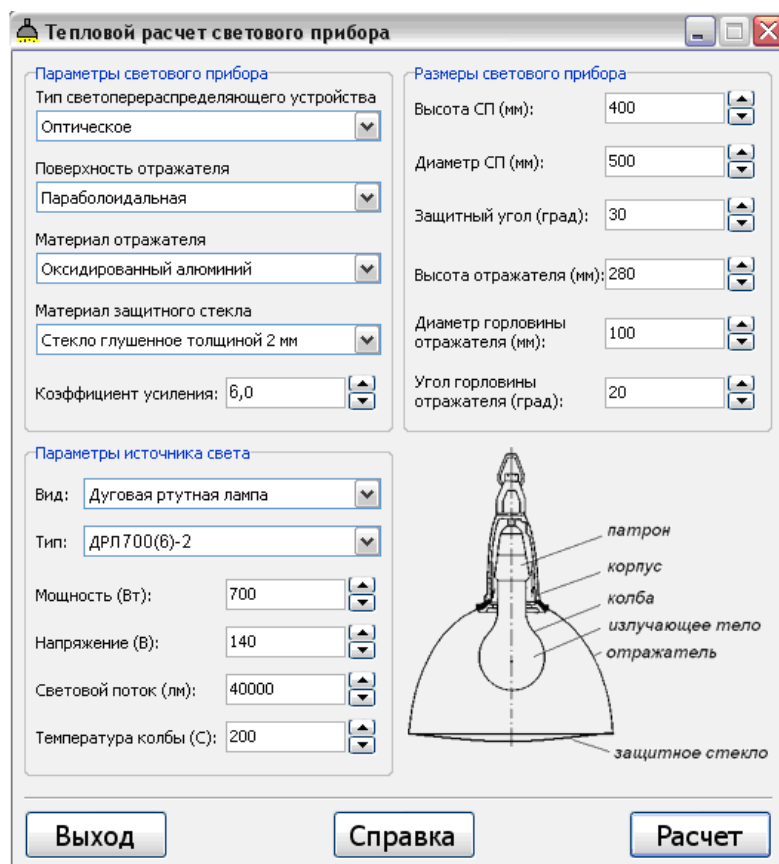 Тепловой расчет светового прибора
Параметры светового прибора
Тип светоперераспределяющего устройства
Оптическое
Поверхность отражателя
Параболоидальная
Материал отражателя
Оксидированный алюминий
Материал защитного стекла
Стекло глушенное толщиной 2 мм
Коэффициент усиления: 6,0
Размеры светового прибора
Высота СП (мм): 400
Диаметр СП (мм): 500
Защитный угол (град): 30
Высота отражателя (мм): 280
Диаметр горловины
отражателя (мм): 100
Угол горловины
отражателя (град): 20
Параметры источника света
Вид: Дуговая ртутная лампа
Тип: ДРЛ700(6)-2
Мощность (Вт): 700
Напряжение (В): 140
Световой поток (лм): 40000
Температура колбы (С): 200
патрон
корпус
колба
излучающее тело
отражатель
защитное стекло
Выход
Справка
Расчет